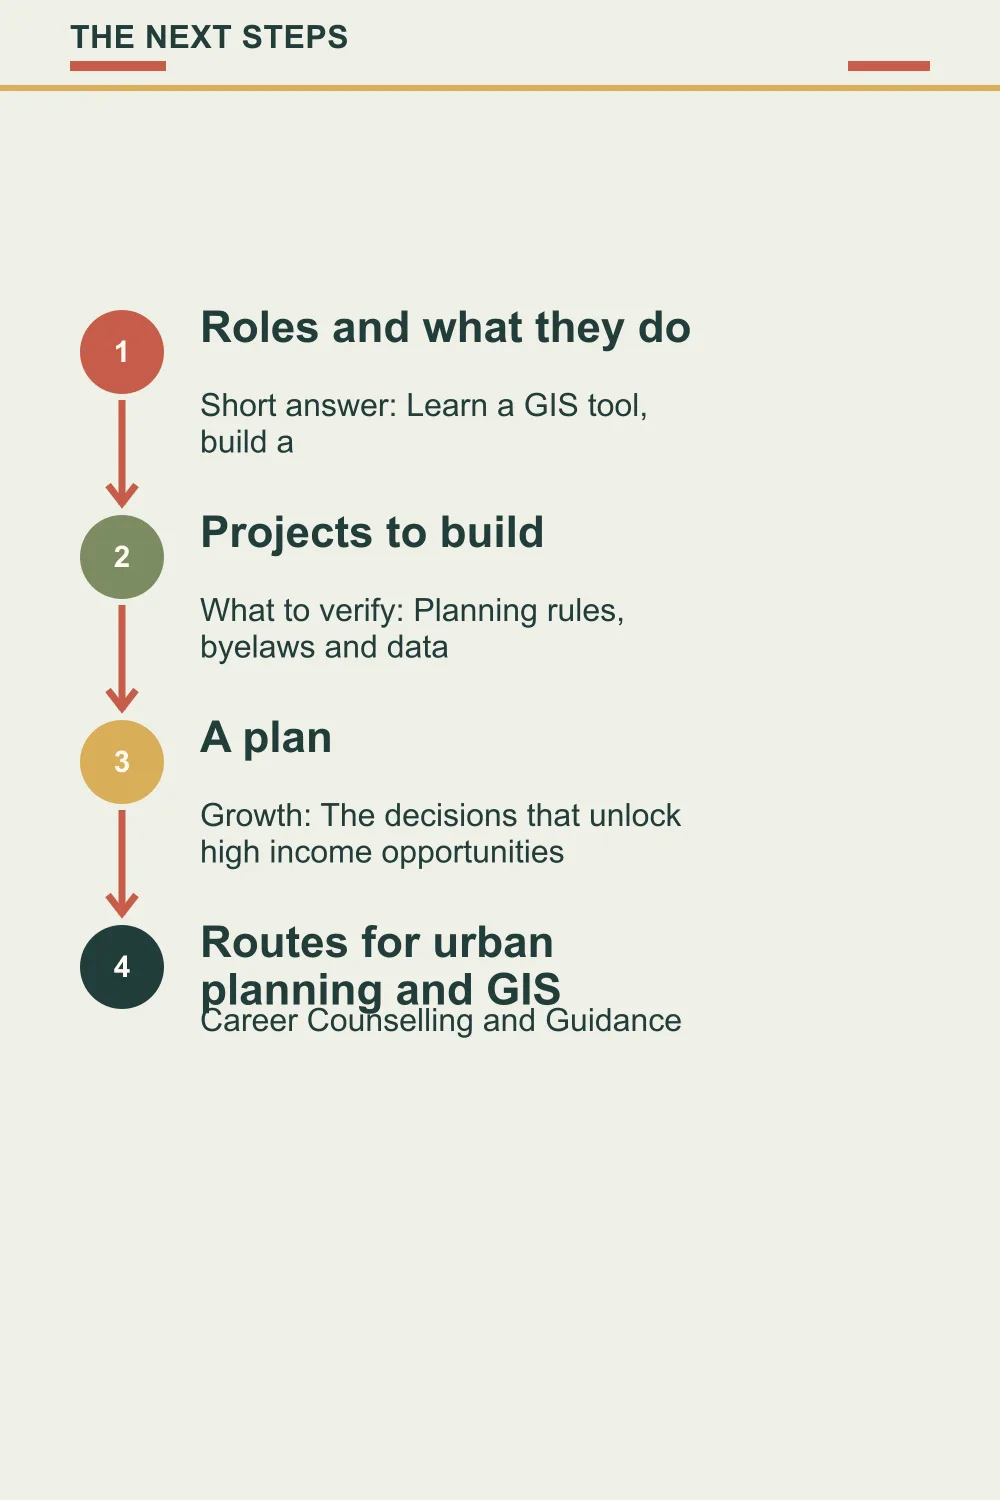 THE NEXT STEPS
1
Roles and what they do
Short answer: Learn a GIS tool,
build a
2
Projects to build
What to verify: Planning rules,
byelaws and data
3
A plan
Growth: The decisions that unlock
high income opportunities
4
Routes for urban
planning and GIS
Career Counselling and Guidance